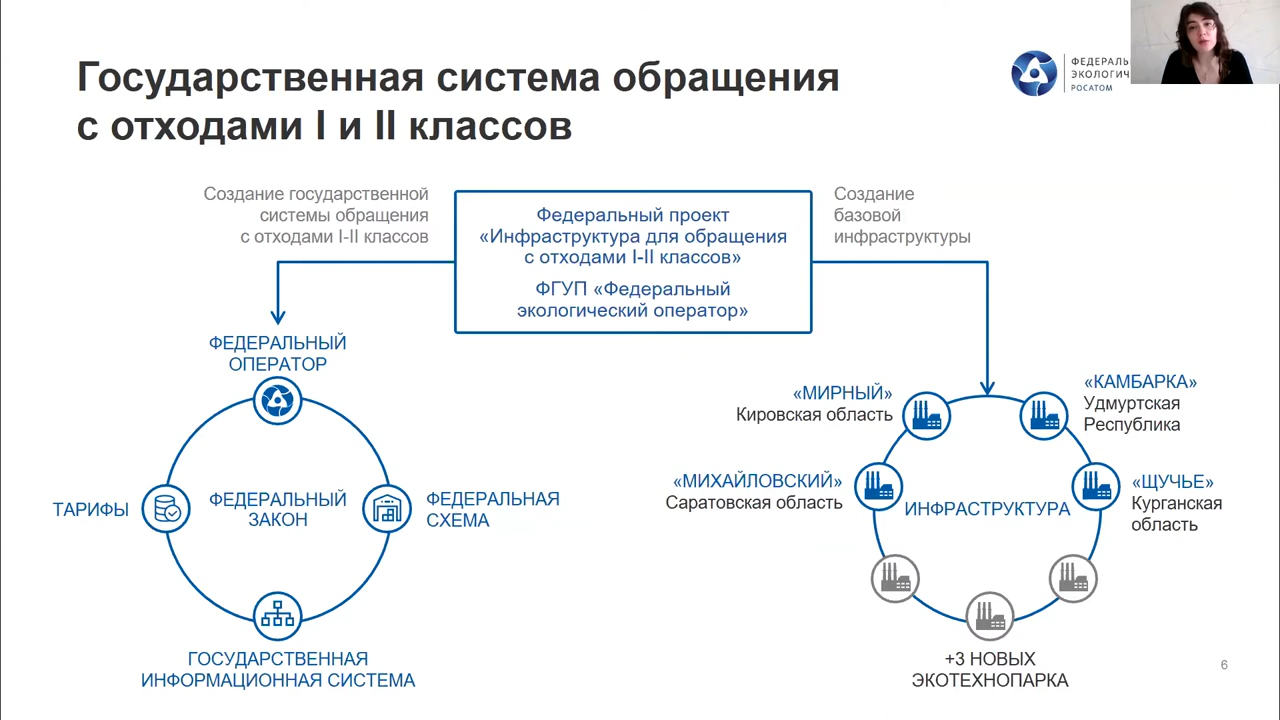 Государственная система обращения
с отходами I и II классов
ФЕДЕРАЛЬ
ЭКОЛОГИЧ
РОСАТОМ
Создание государственной
системы обращения
с отходами I-II классов
Федеральный проект
«Инфраструктура для обращения
с отходами I-II классов»
ФГУП «Федеральный
экологический оператор»
Создание
базовой
инфраструктуры
ФЕДЕРАЛЬНЫЙ
ОПЕРАТОР
ТАРИФЫ
ФЕДЕРАЛЬНЫЙ
ЗАКОН
ФЕДЕРАЛЬНАЯ
СХЕМА
ГОСУДАРСТВЕННАЯ
ИНФОРМАЦИОННАЯ СИСТЕМА
«МИРНЫЙ»
Кировская область
«КАМБАРКА»
Удмуртская
Республика
«МИХАЙЛОВСКИЙ»
Саратовская область
ИНФРАСТРУКТУРА
«ЩУЧЬЕ»
Курганская
область
+3 НОВЫХ
ЭКОТЕХНОПАРКА
6